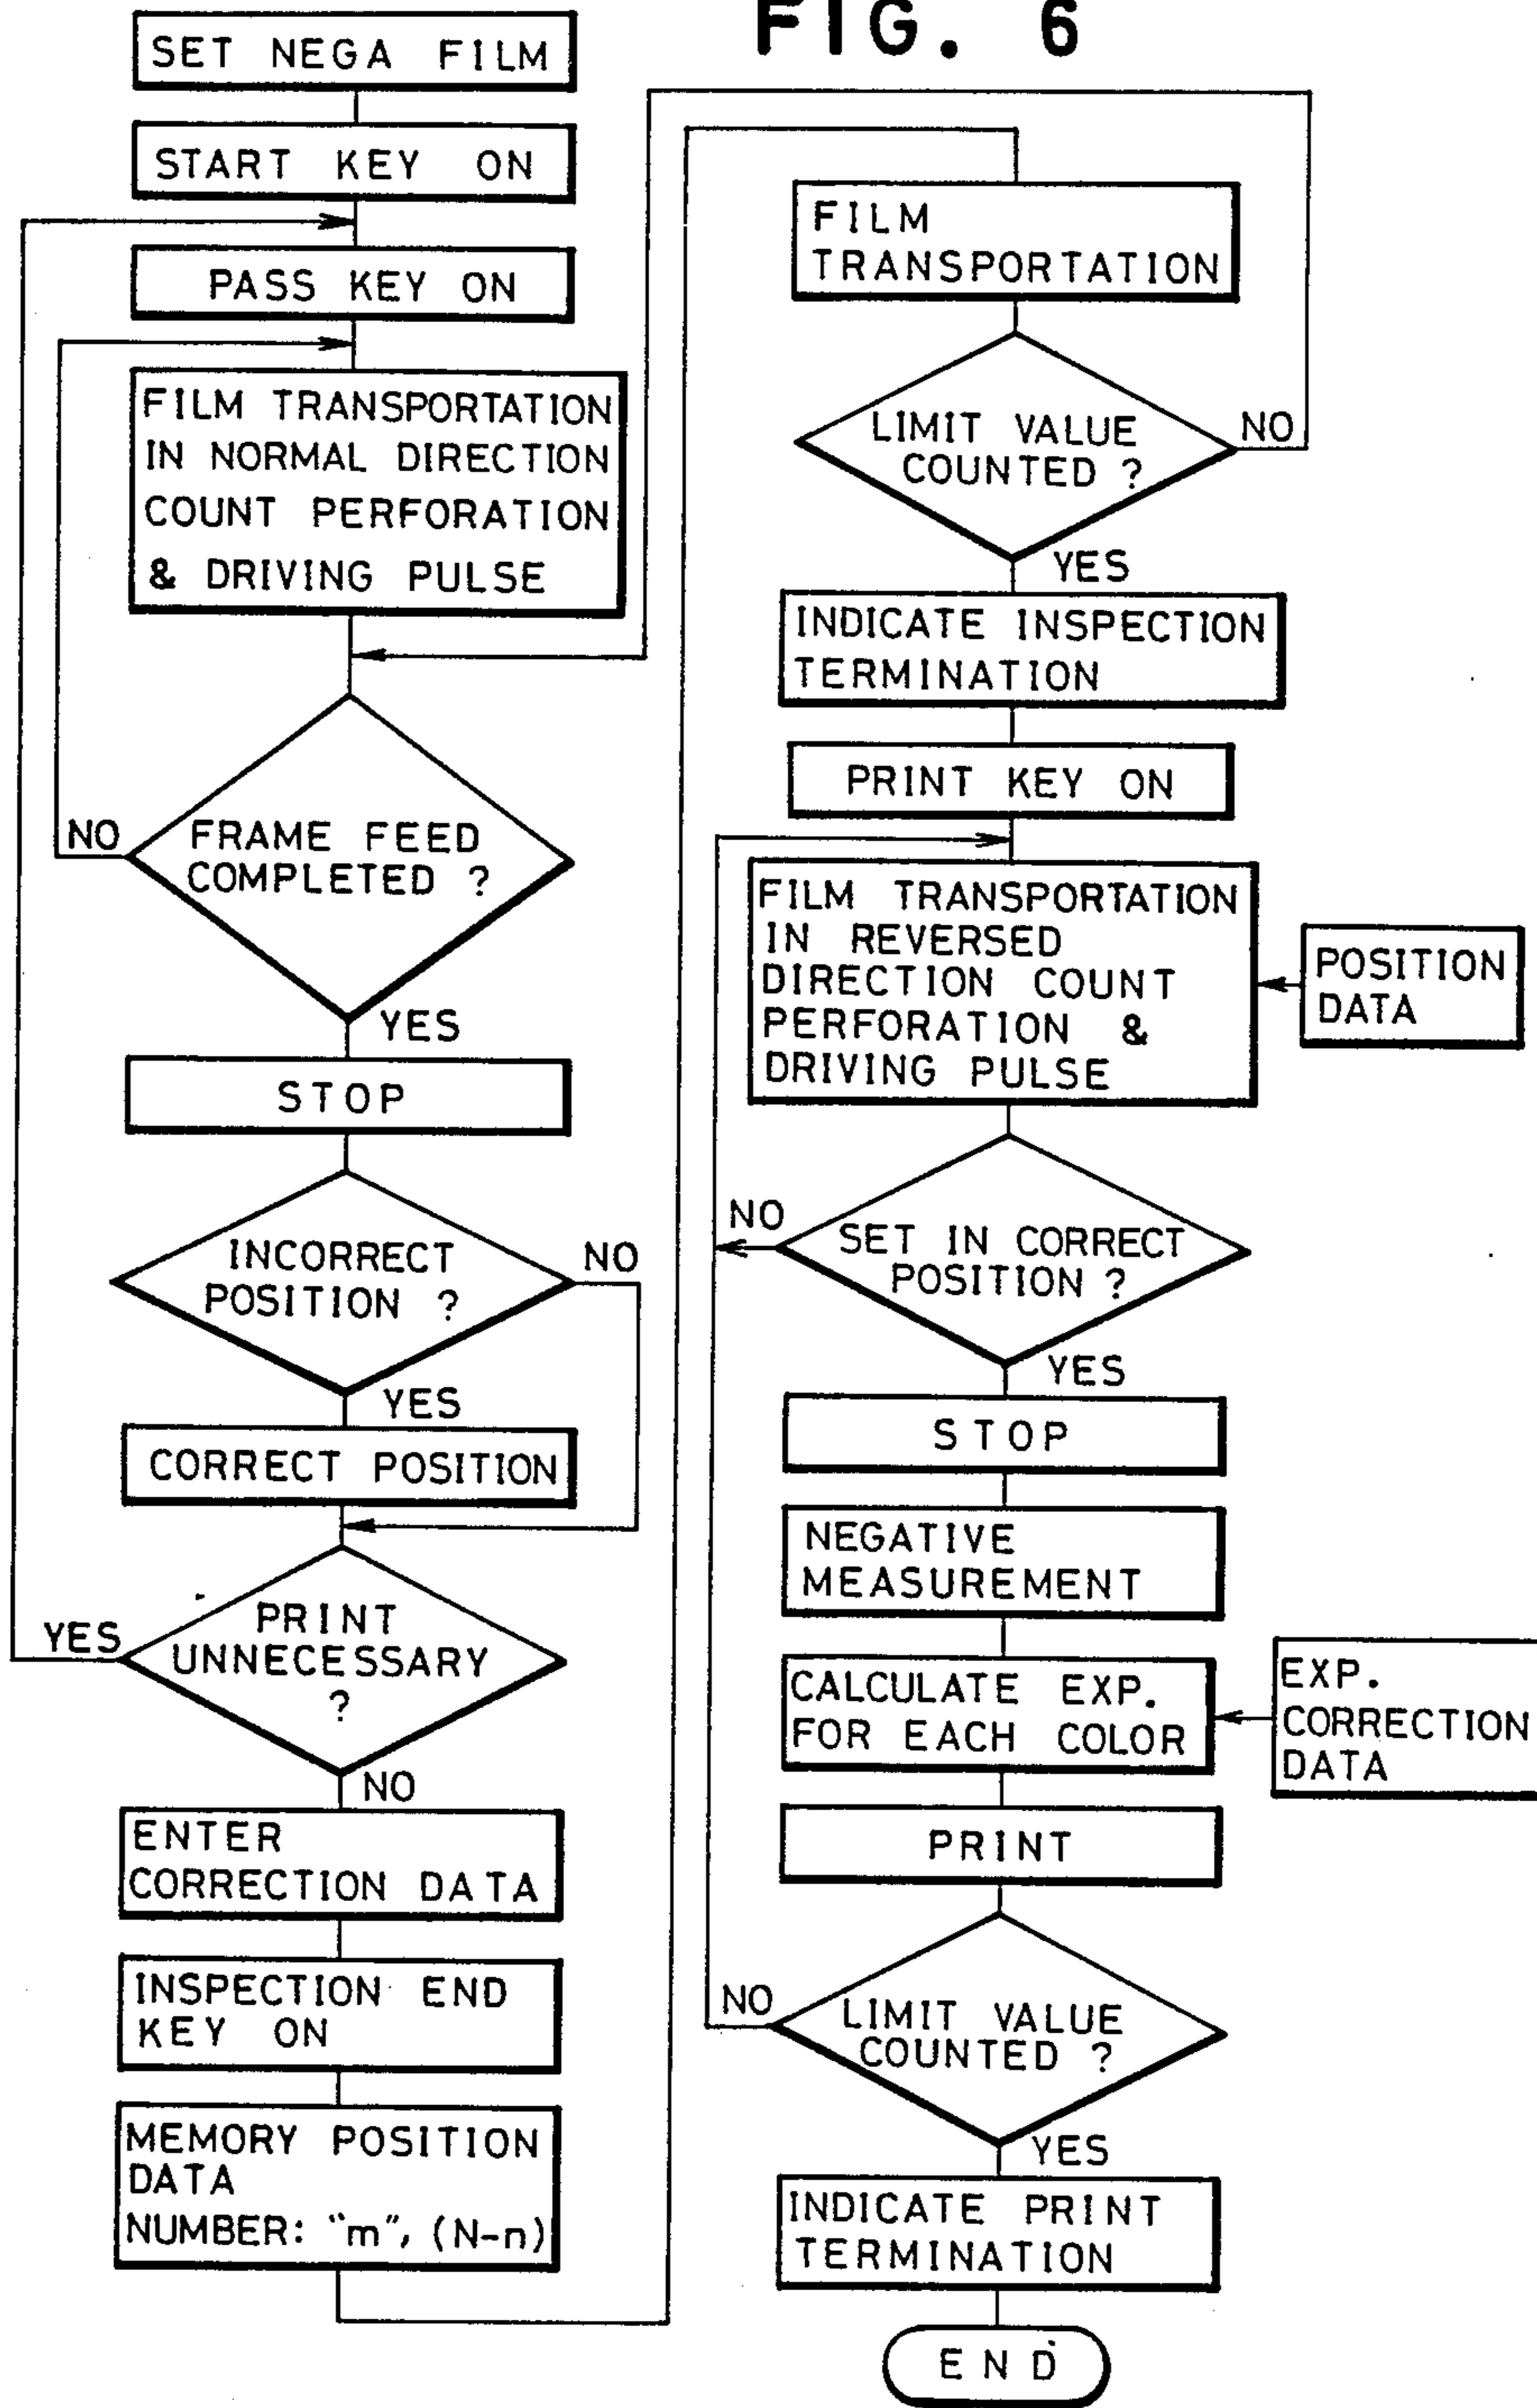 FIG. 6
SET NEGA FILM
START KEY ON
PASS KEY ON
FILM TRANSPORTATION
IN NORMAL DIRECTION
COUNT PERFORATION
& DRIVING PULSE
FRAME FEED
COMPLETED ?
NO
YES
STOP
INCORRECT
POSITION ?
NO
YES
CORRECT POSITION
PRINT
UNNECESSARY
?
YES
NO
ENTER
CORRECTION DATA
INSPECTION END
KEY ON
MEMORY POSITION
DATA
NUMBER: "m", (N-n)
FILM
TRANSPORTATION
LIMIT VALUE
COUNTED ?
NO
YES
INDICATE INSPECTION
TERMINATION
PRINT KEY ON
FILM TRANSPORTATION
IN REVERSED
DIRECTION COUNT
PERFORATION &
DRIVING PULSE
POSITION
DATA
SET IN CORRECT
POSITION ?
NO
YES
STOP
NEGATIVE
MEASUREMENT
CALCULATE EXP.
FOR EACH COLOR
EXP.
CORRECTION
DATA
PRINT
LIMIT VALUE
COUNTED ?
NO
YES
INDICATE PRINT
TERMINATION
END